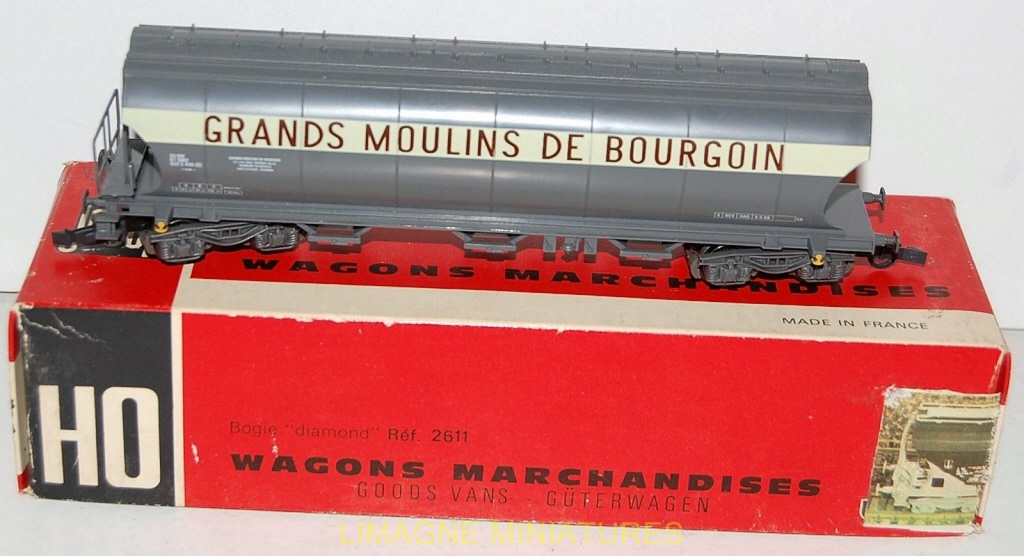 GRANDS MOULINS DE BOURGOIN
WAGONS MARCHANDISES
MADE IN FRANCE
HO
Bogie "diamond" Réf. 2611
WAGONS MARCHANDISES
GOODS VANS - GÜTERWAGEN
LIMAGNE MINIATURES